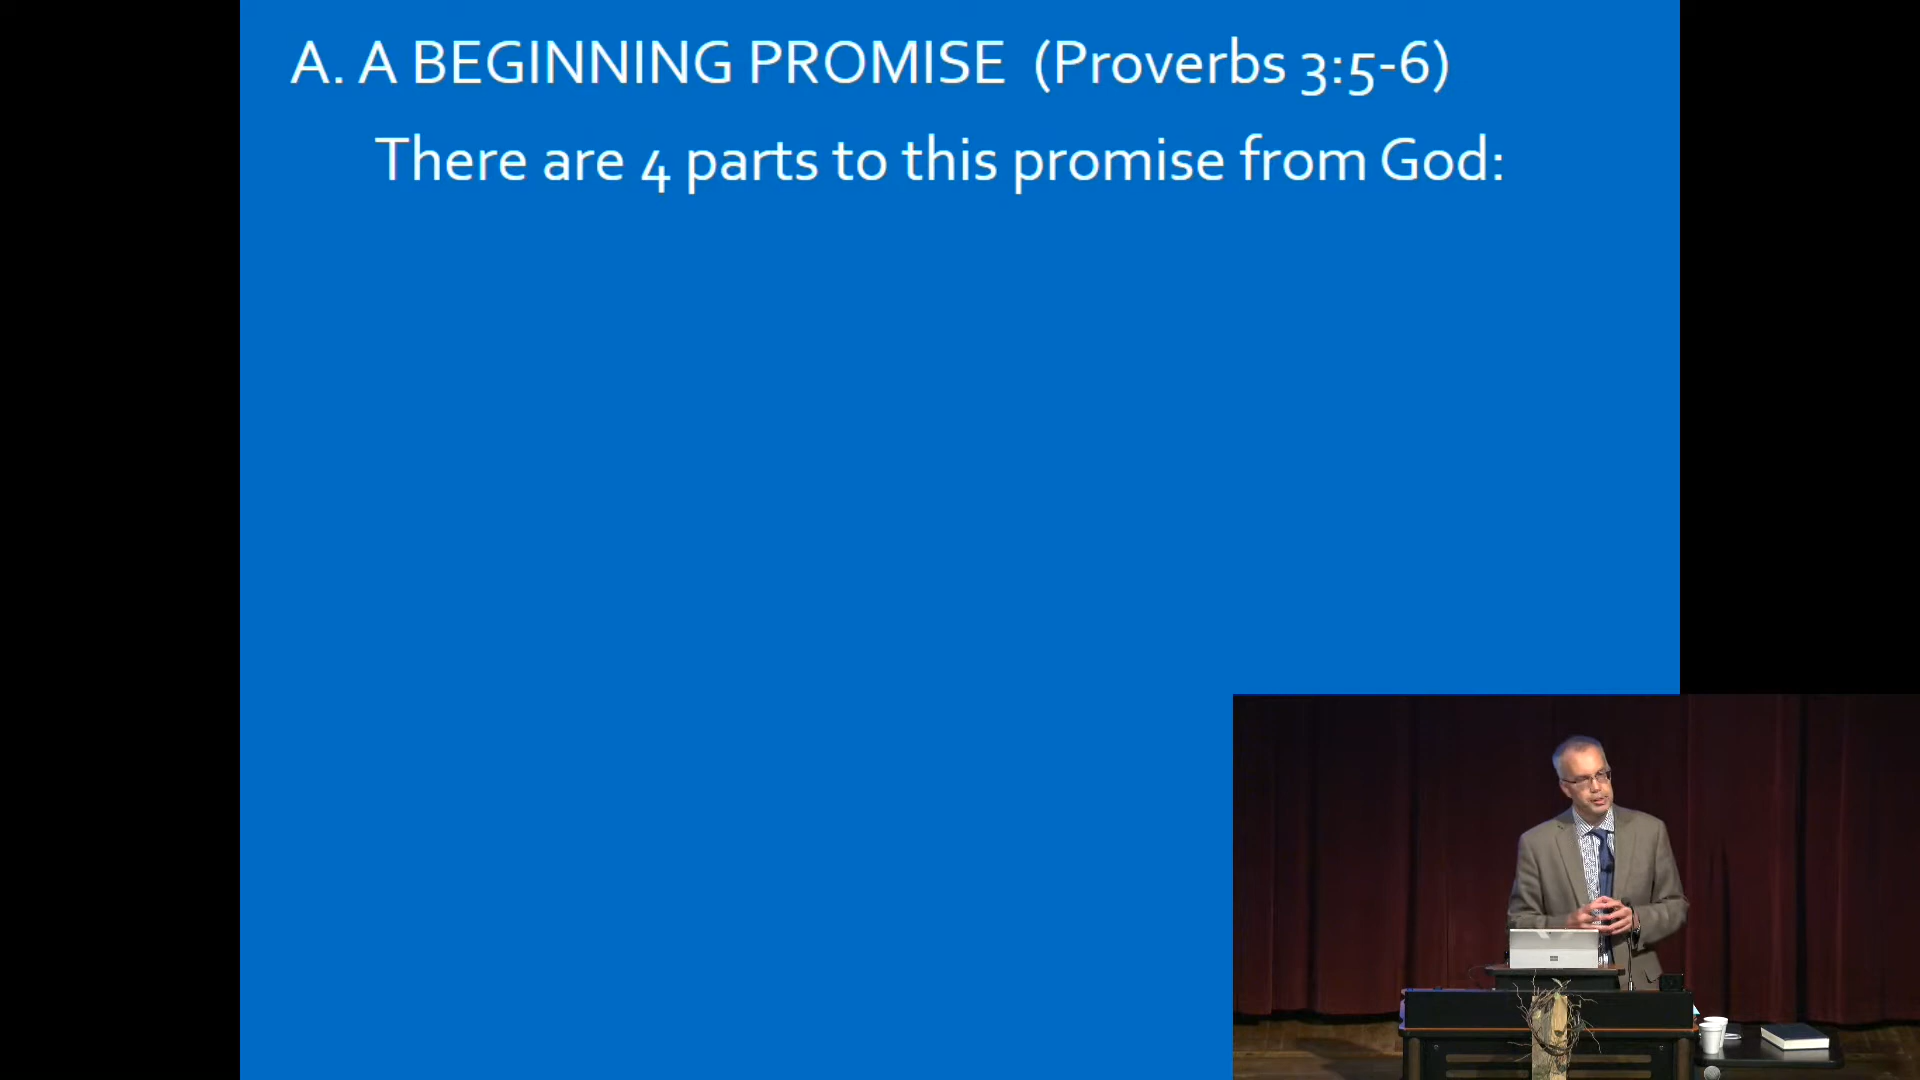 A. A BEGINNING PROMISE (Proverbs 3:5-6)
There are 4 parts to this promise from God: